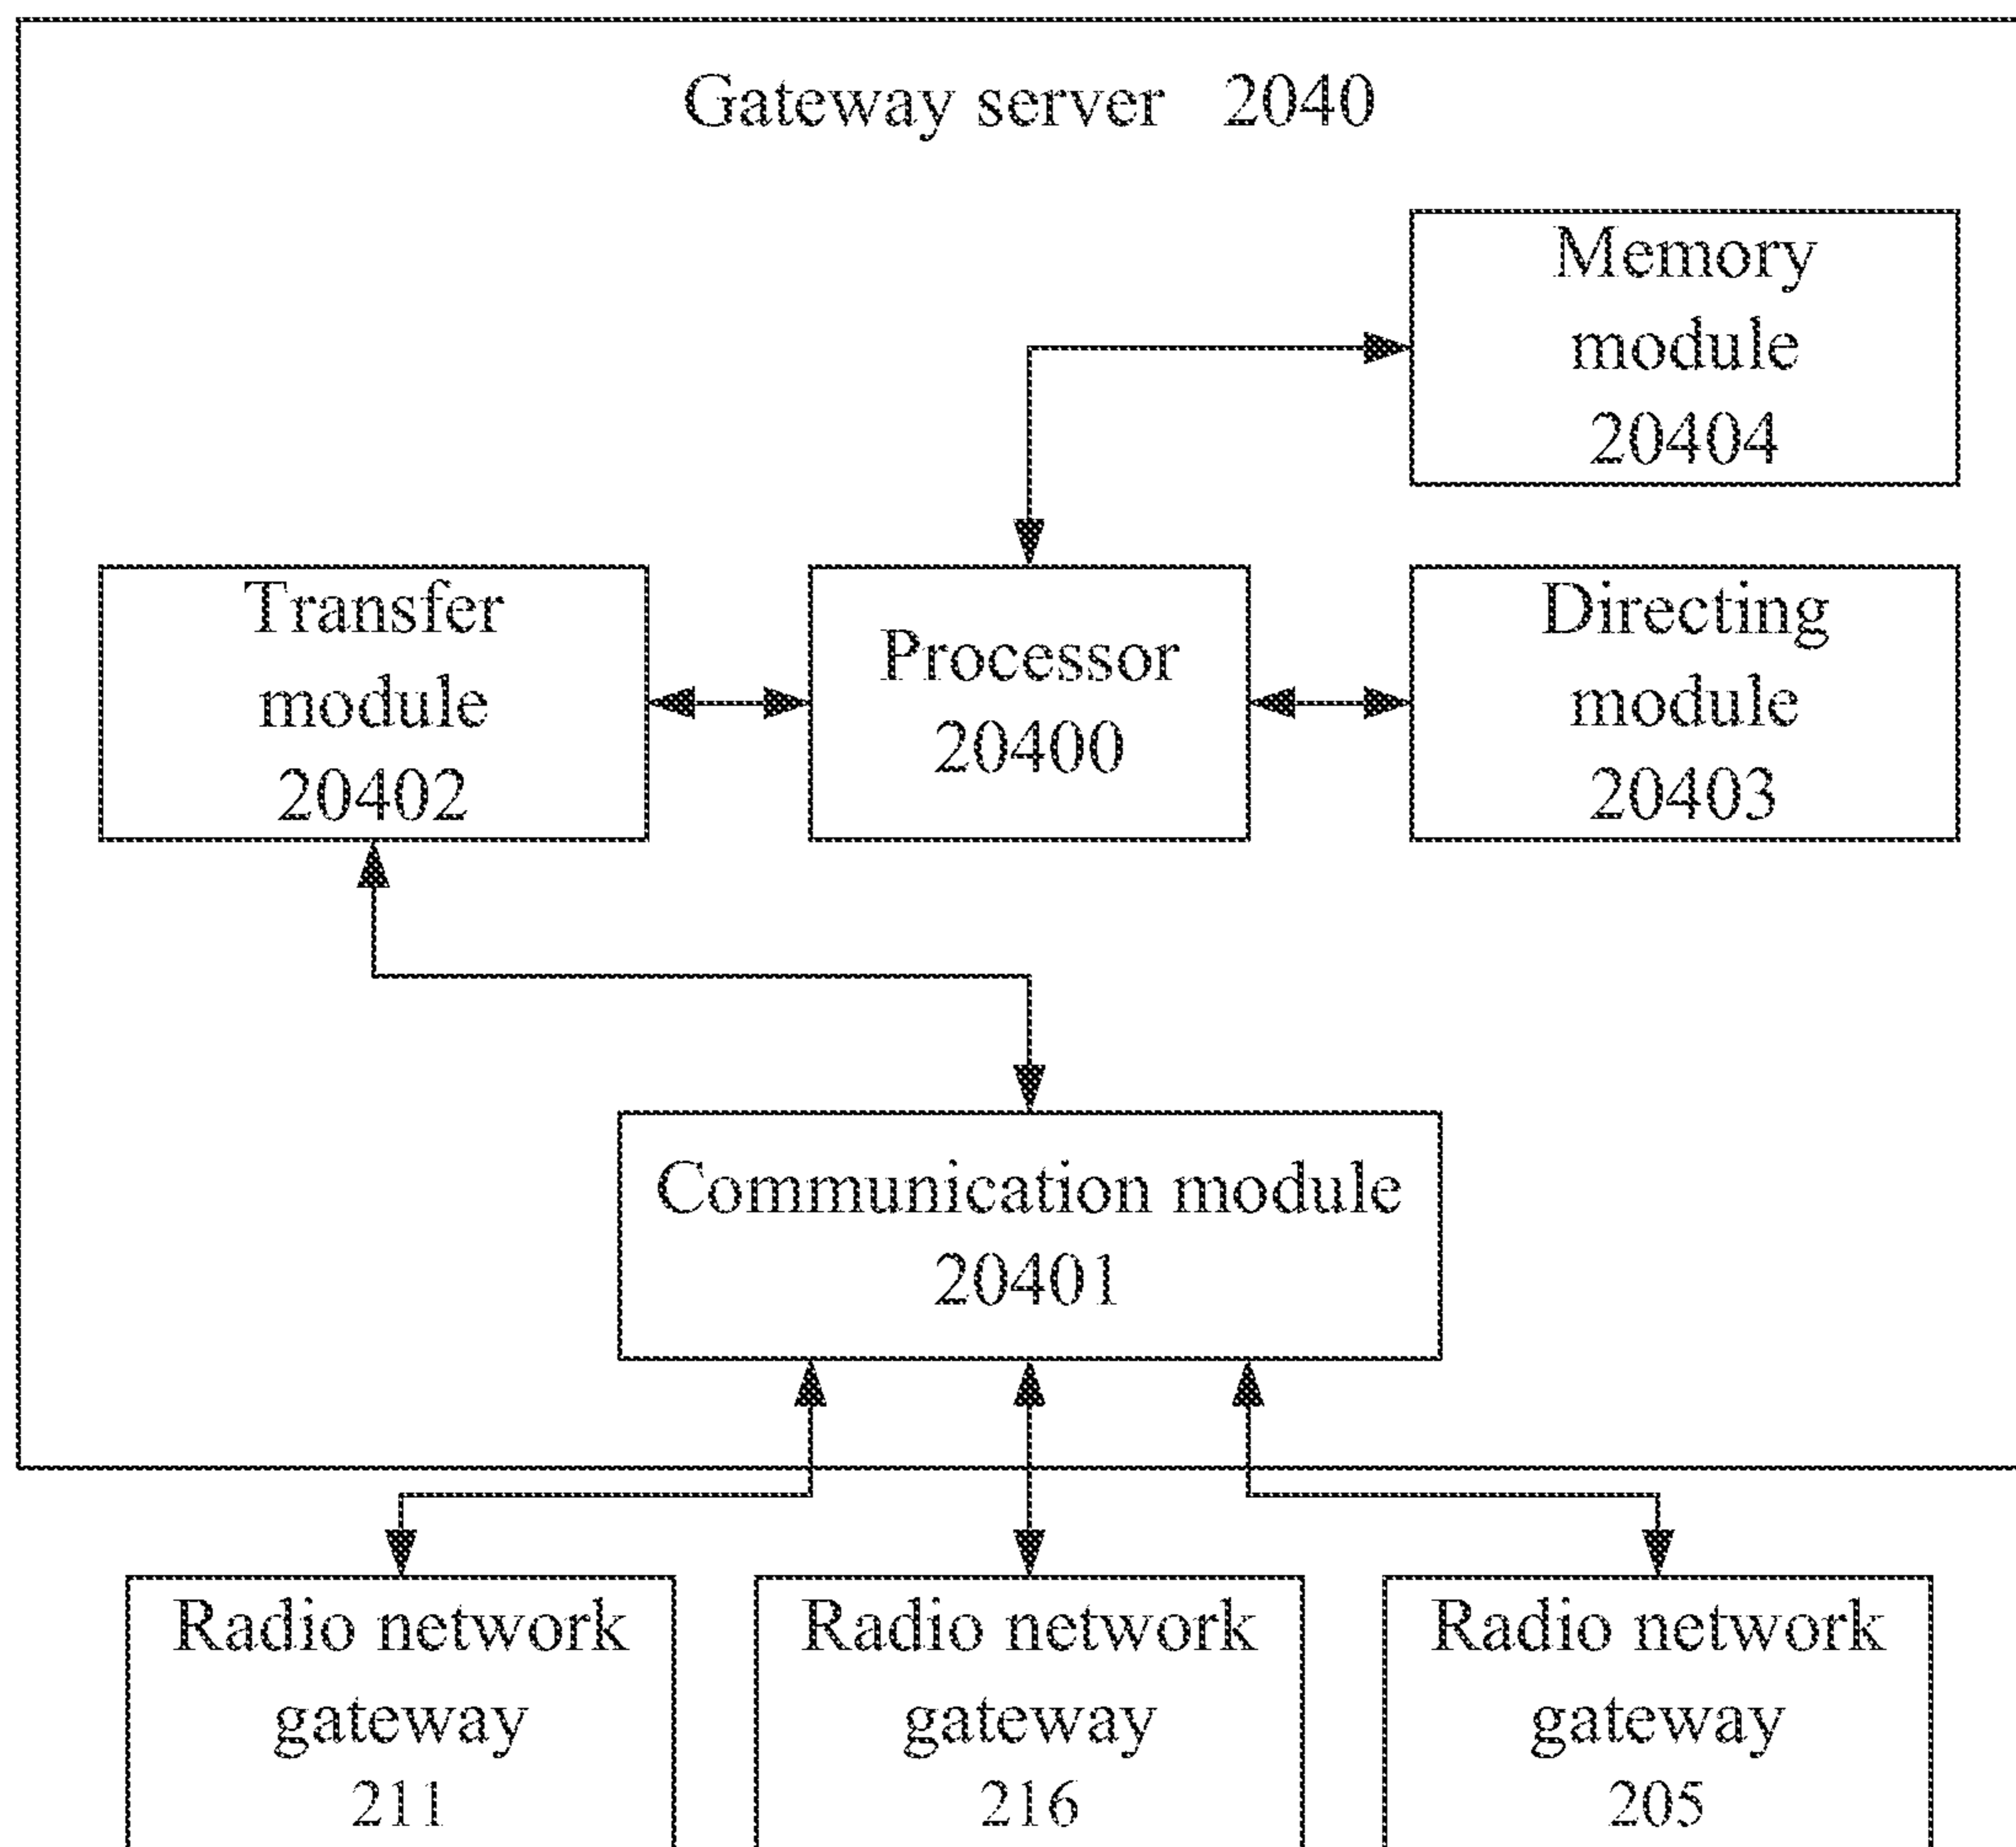 Gateway server 2040
Memory
module
20404
Transfer
module
20402
Processor
20400
Directing
module
20403
Communication module
20401
Radio network
gateway
211
Radio network
gateway
216
Radio network
gateway
205